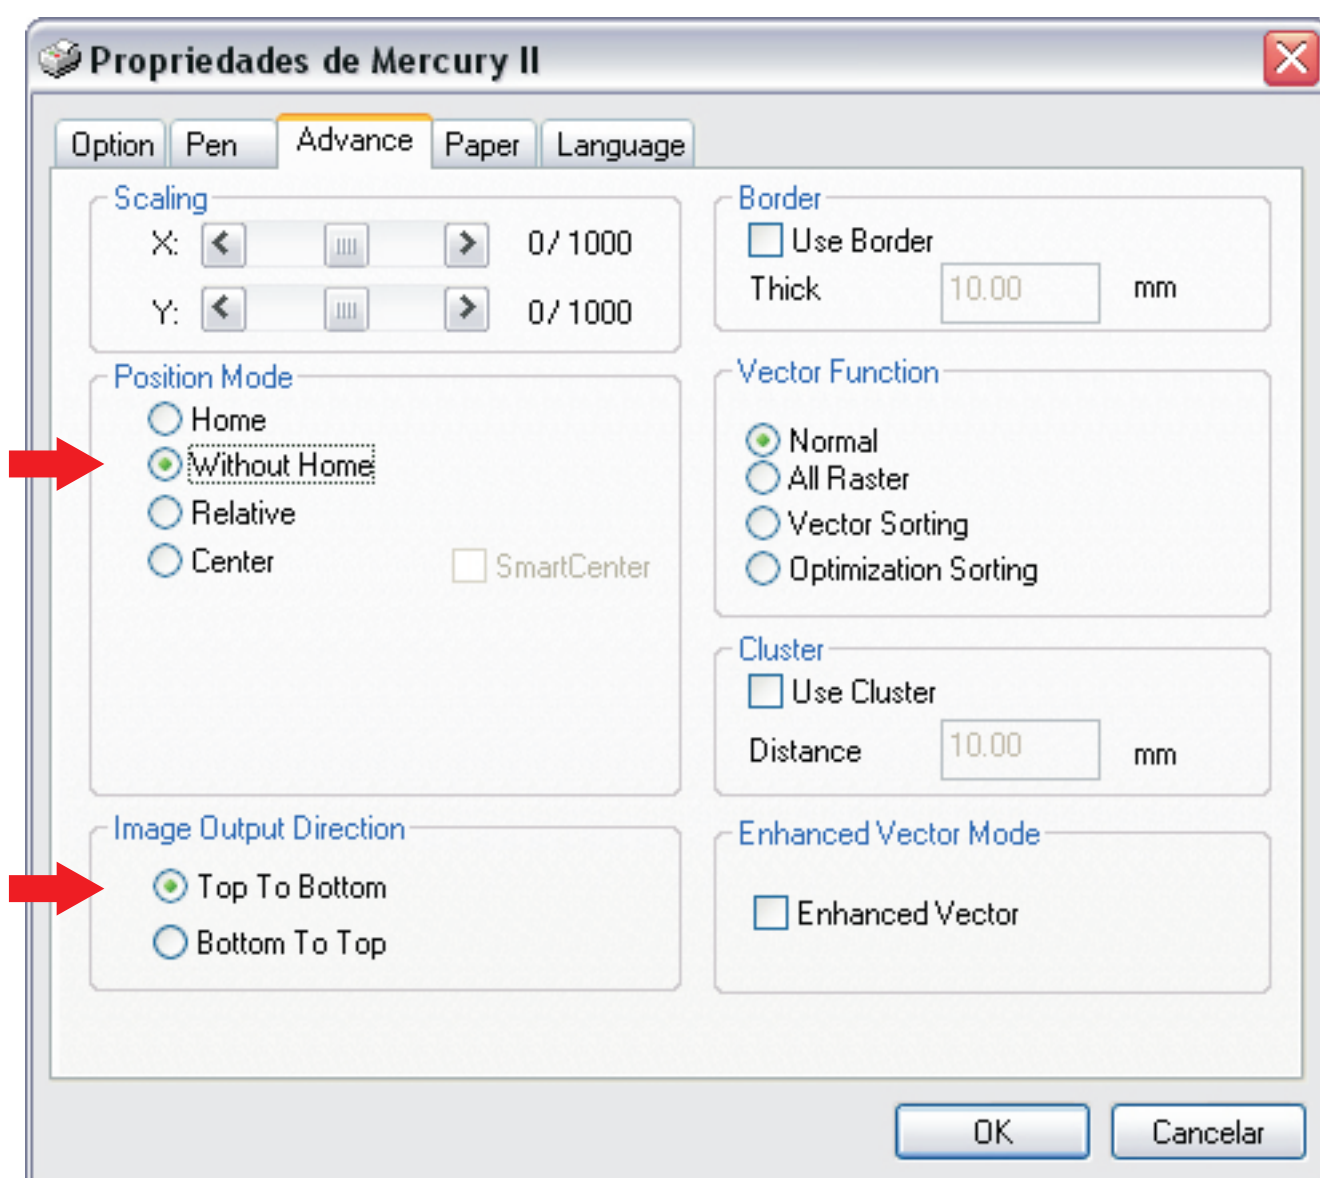 Propriedades de Mercury II
Option Pen Advance Paper Language
Scaling
X: 0/ 1000
Y: 0/ 1000
Position Mode
Home
Without Home
Relative
Center SmartCenter
Image Output Direction
Top To Bottom
Bottom To Top
Border
Use Border
Thick 10.00 mm
Vector Function
Normal
All Raster
Vector Sorting
Optimization Sorting
Cluster
Use Cluster
Distance 10.00 mm
Enhanced Vector Mode
Enhanced Vector
OK Cancelar